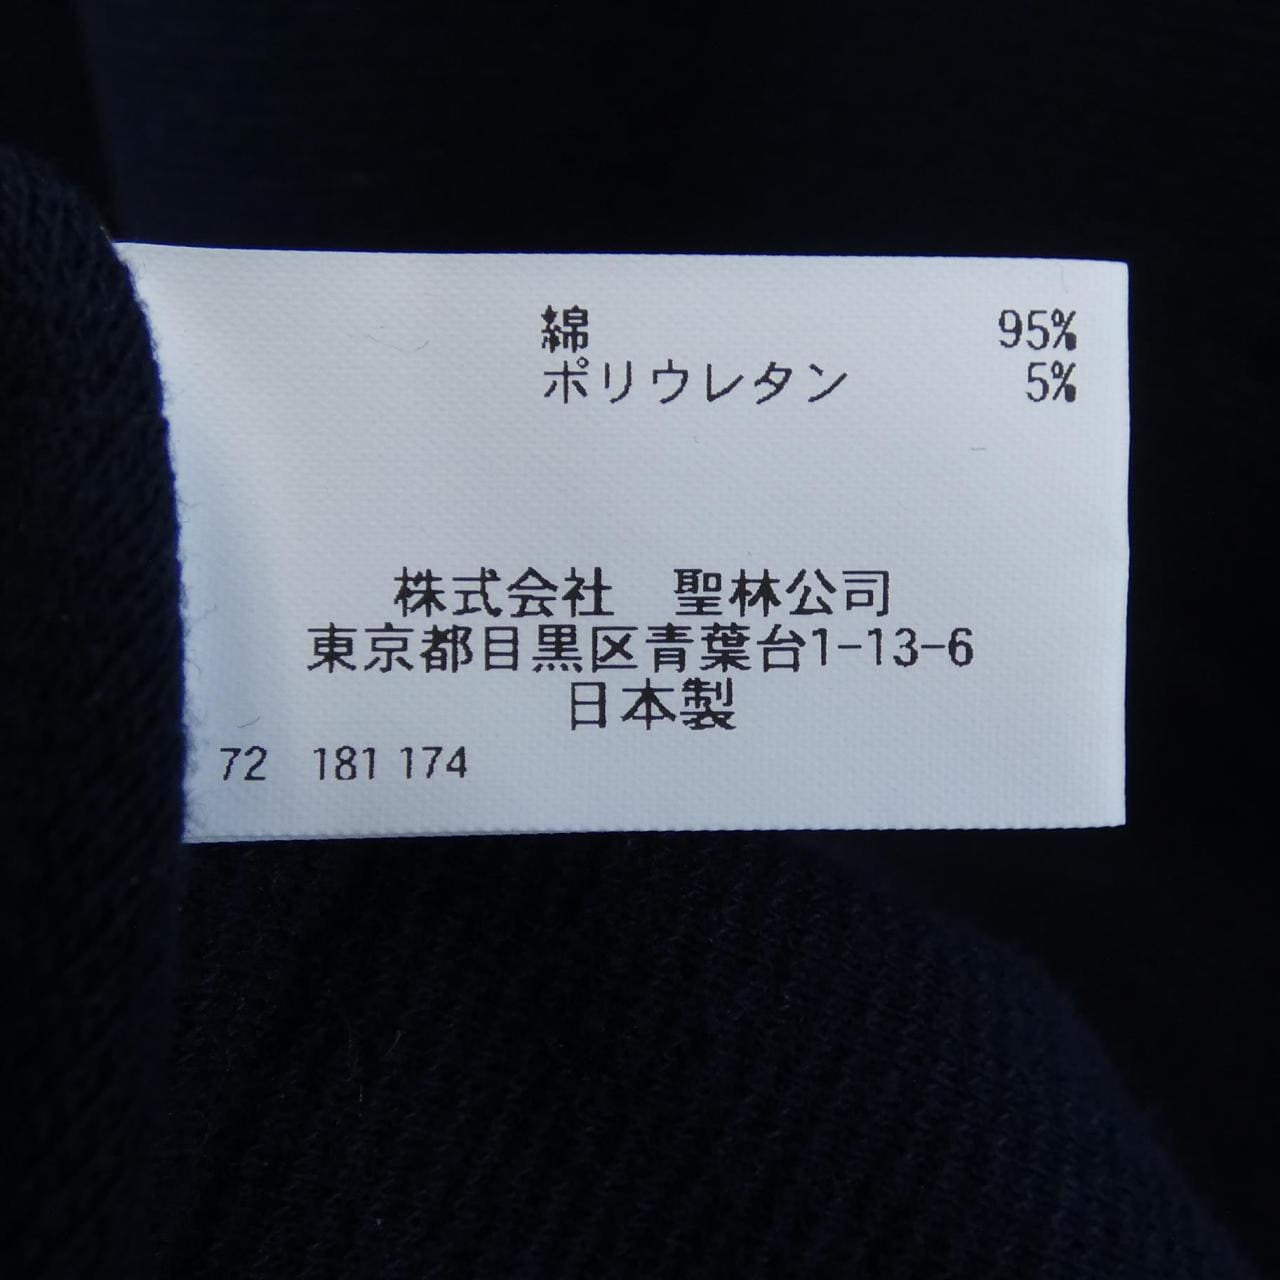 綿 95%
ポリウレタン 5%
株式会社　聖林公司
東京都目黒区青葉台1-13-6
日本製
72 181 174